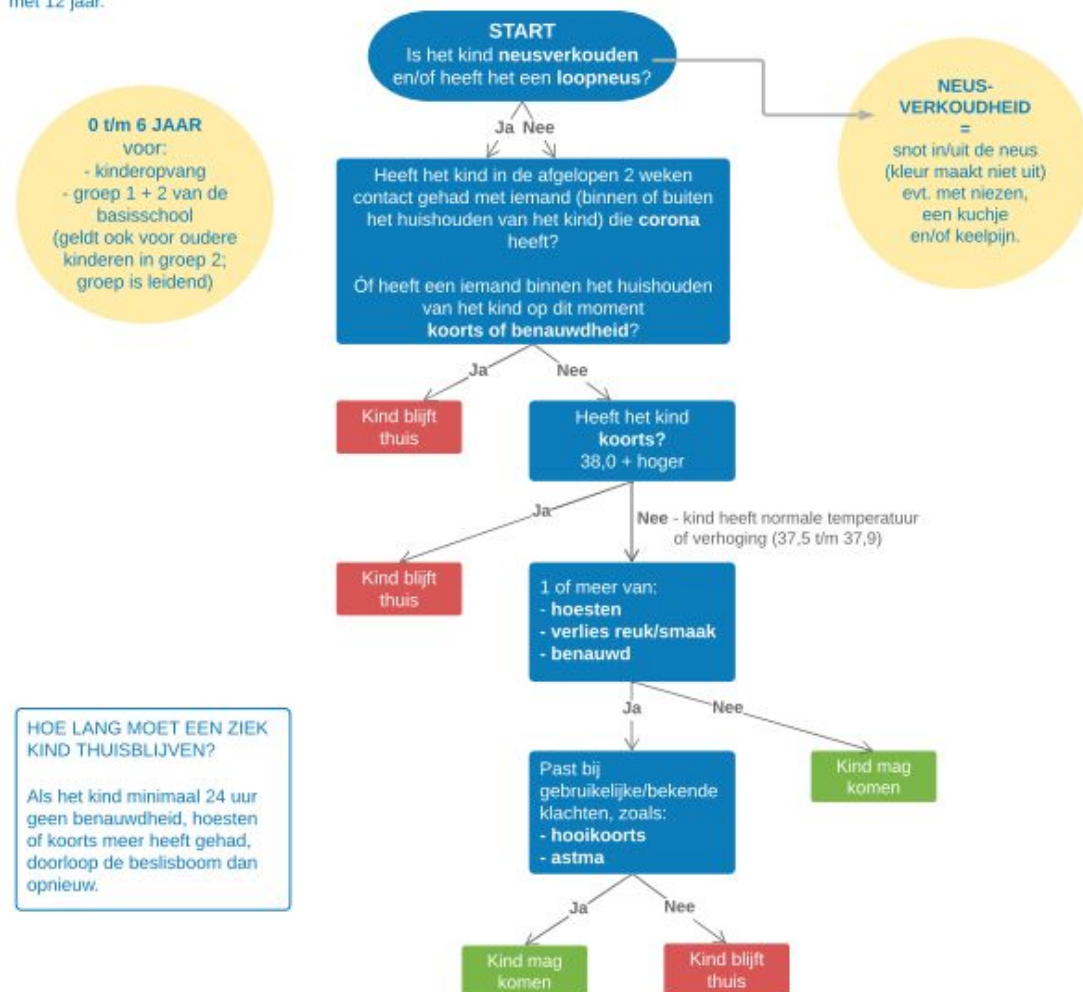 met 12 jaar.
START
Is het kind neusverkouden
en/of heeft het een loopneus?
0 t/m 6 JAAR
voor:
- kinderopvang
- groep 1 + 2 van de
basisschool
(geldt ook voor oudere
kinderen in groep 2;
groep is leidend)
NEUS-
VERKOUDHEID
=
snot in/uit de neus
(kleur maakt niet uit)
evt. met niezen,
een kuchje
en/of keelpijn.
Ja Nee
Heeft het kind in de afgelopen 2 weken
contact gehad met iemand (binnen of buiten
het huishouden van het kind) die corona
heeft?
Óf heeft een iemand binnen het huishouden
van het kind op dit moment
koorts of benauwdheid?
Ja
Nee
Kind blijft
thuis
Heeft het kind
koorts?
38,0 + hoger
Ja
Nee - kind heeft normale temperatuur
of verhoging (37,5 t/m 37,9)
Kind blijft
thuis
1 of meer van:
- hoesten
- verlies reuk/smaak
- benauwd
Ja
Nee
HOE LANG MOET EEN ZIEK
KIND THUISBLIJVEN?
Als het kind minimaal 24 uur
geen benauwdheid, hoesten
of koorts meer heeft gehad,
doorloop de beslisboom dan
opnieuw.
Past bij
gebruikelijke/bekende
klachten, zoals:
- hooikoorts
- astma
Kind mag
komen
Ja
Nee
Kind mag
komen
Kind blijft
thuis